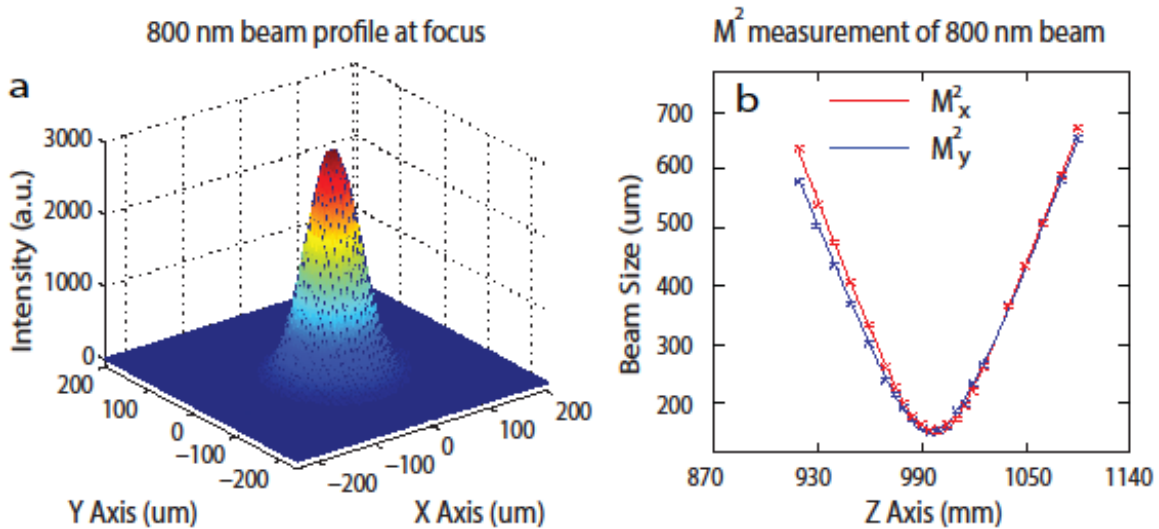 800 nm beam profile at focus
a
Intensity (a.u.)
3000
2000
1000
0
200
100
0
−100
−200
Y Axis (um)
−200
−100
0
100
200
X Axis (um)
M² measurement of 800 nm beam
b
M²x
M²y
Beam Size (um)
700
600
500
400
300
200
870 930 990 1050 1140
Z Axis (mm)